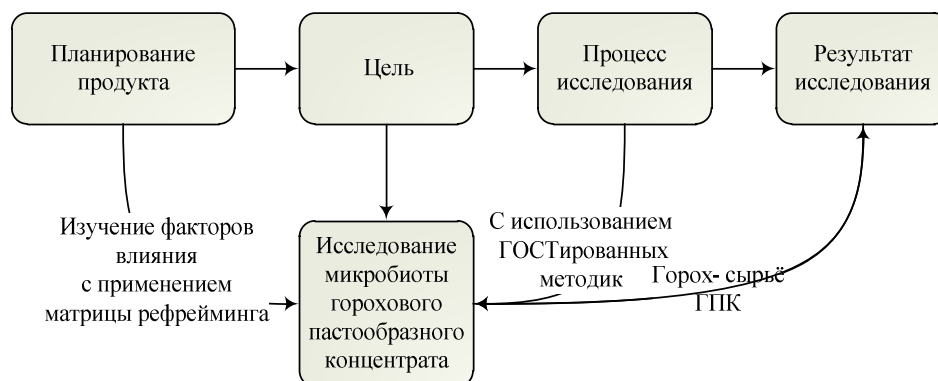 Планирование
продукта
Цель
Процесс
исследования
Результат
исследования
Изучение факторов
влияния
с применением
матрицы рефрейминга
Исследование
микробиоты
горохового
пастообразного
концентрата
С использованием
ГОСТированных
методик
Горох- сырьё
ГПК